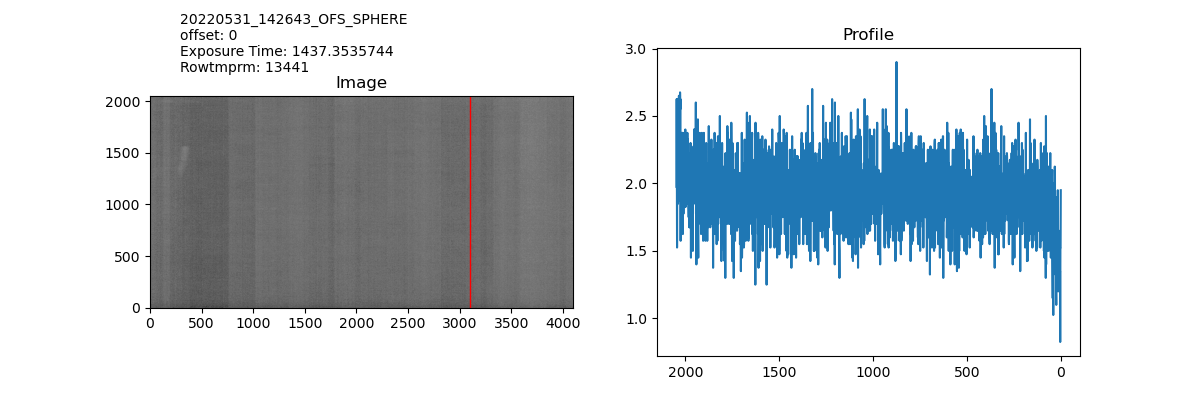 20220531_142643_OFS_SPHERE
offset: 0
Exposure Time: 1437.3535744
Rowtmprm: 13441
Image
2000
1500
1000
500
0
0 500 1000 1500 2000 2500 3000 3500 4000
Profile
3.0
2.5
2.0
1.5
1.0
2000 1500 1000 500 0